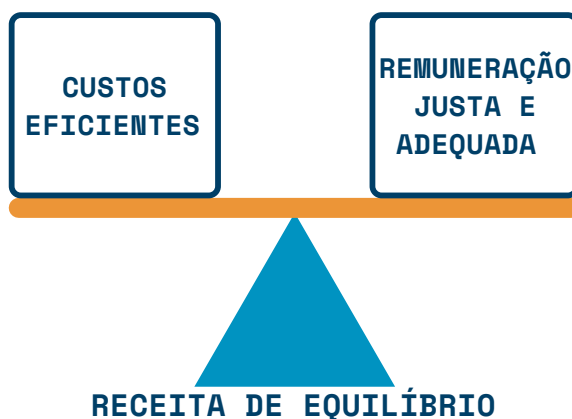 CUSTOS
EFICIENTES
REMUNERAÇÃO
JUSTA E
ADEQUADA
RECEITA DE EQUILÍBRIO